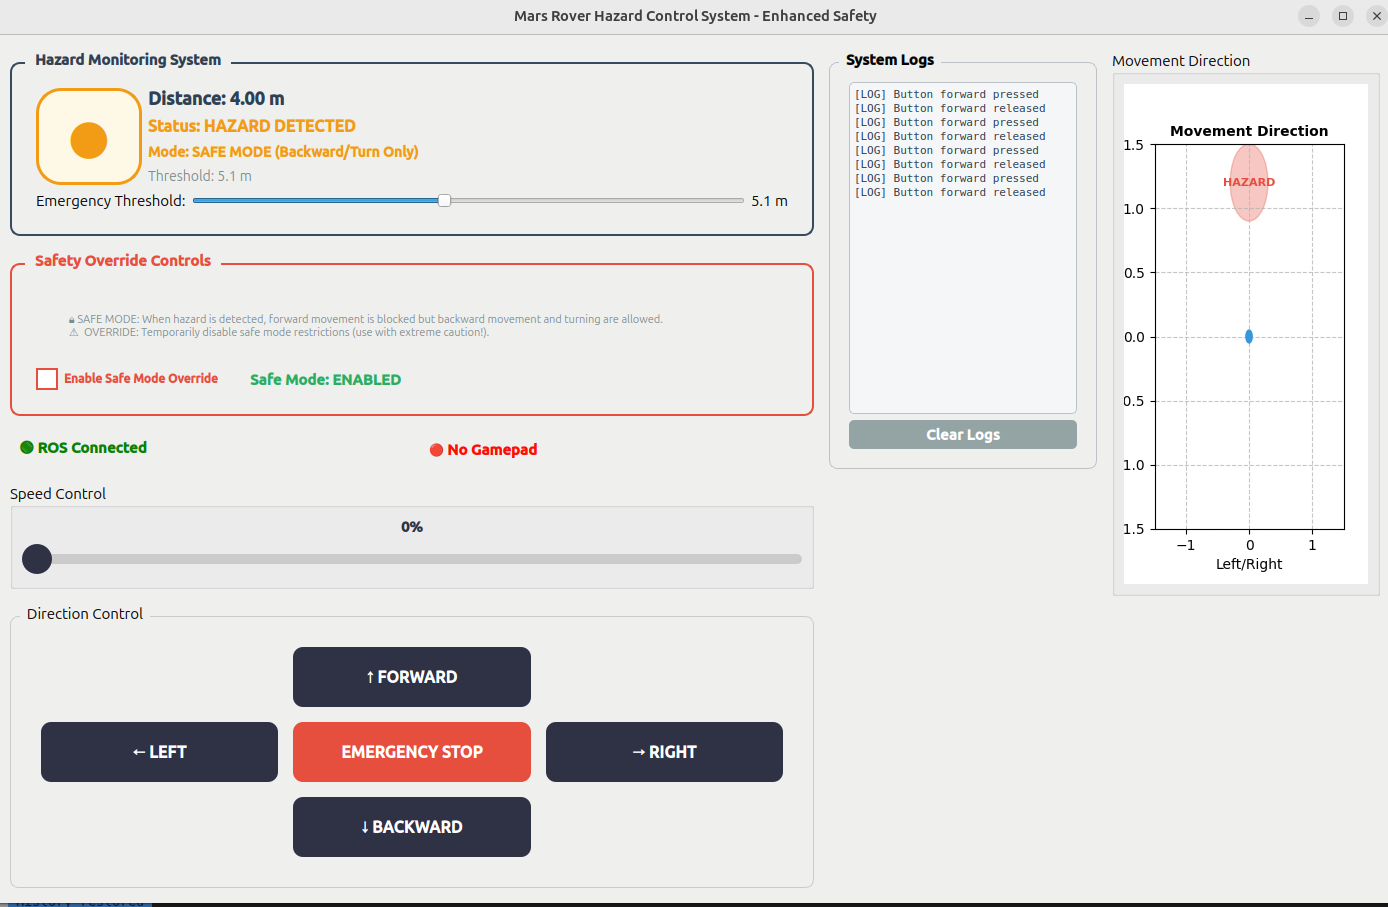 Mars Rover Hazard Control System - Enhanced Safety
Hazard Monitoring System
Distance: 4.00 m
Status: HAZARD DETECTED
Mode: SAFE MODE (Backward/Turn Only)
Threshold: 5.1 m
Emergency Threshold: 5.1 m
Safety Override Controls
🔒 SAFE MODE: When hazard is detected, forward movement is blocked but backward movement and turning are allowed.
⚠ OVERRIDE: Temporarily disable safe mode restrictions (use with extreme caution!).
Enable Safe Mode Override
Safe Mode: ENABLED
ROS Connected
No Gamepad
Speed Control
0%
Direction Control
↑ FORWARD
← LEFT
EMERGENCY STOP
→ RIGHT
↓ BACKWARD
System Logs
[LOG] Button forward pressed
[LOG] Button forward released
[LOG] Button forward pressed
[LOG] Button forward released
[LOG] Button forward pressed
[LOG] Button forward released
[LOG] Button forward pressed
[LOG] Button forward released
Clear Logs
Movement Direction
Movement Direction
1.5
HAZARD
1.0
0.5
0.0
0.5
1.0
1.5
−1 0 1
Left/Right